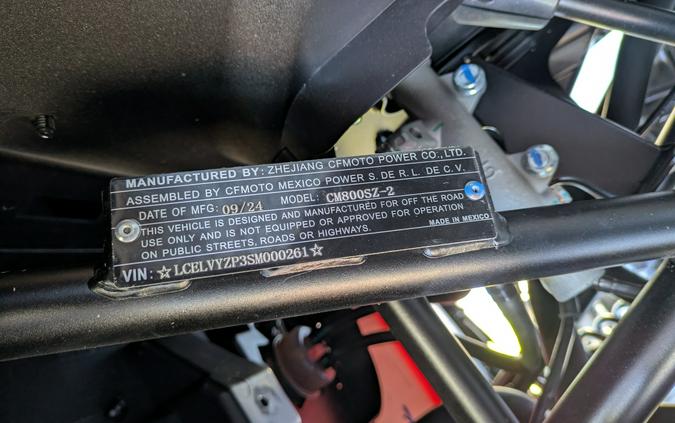 MANUFACTURED BY: ZHEJIANG CFMOTO POWER CO., LTD.
ASSEMBLED BY CFMOTO MEXICO POWER S. DE R. L. DE C. V.
DATE OF MFG: 09/24 MODEL: CM800SZ-2
THIS VEHICLE IS DESIGNED AND MANUFACTURED FOR OFF THE ROAD
USE ONLY AND IS NOT EQUIPPED OR APPROVED FOR OPERATION
ON PUBLIC STREETS, ROADS OR HIGHWAYS. MADE IN MEXICO
VIN: ☆LCELVYZP3SM000261☆